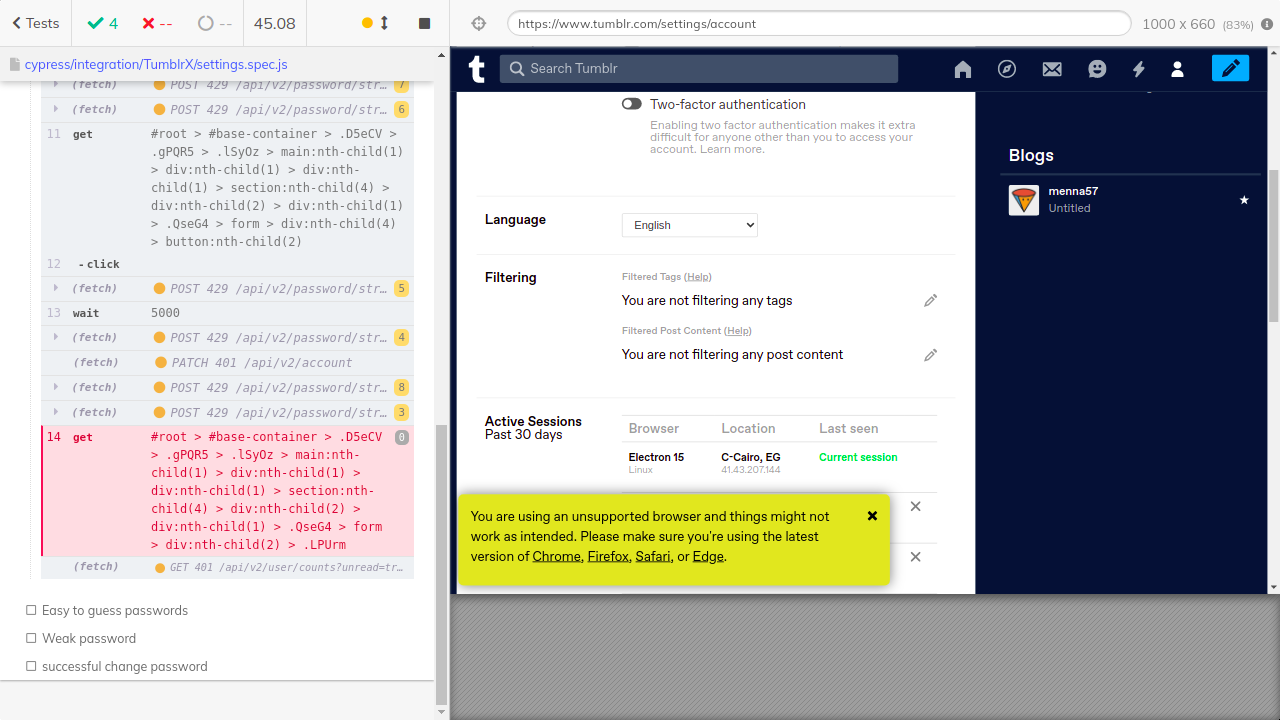 Tests
4
--
--
45.08
https://www.tumblr.com/settings/account
1000 x 660 (83%)
cypress/integration/TumblrX/settings.spec.js
(fetch) POST 429 /api/v2/password/str… 7
(fetch) POST 429 /api/v2/password/str… 6
11 get #root > #base-container > .D5eCV >
.gPQR5 > .lSyOz > main:nth-child(1)
> div:nth-child(1) > div:nth-
child(1) > section:nth-child(4) >
div:nth-child(2) > div:nth-child(1)
> .QseG4 > form > div:nth-child(4)
> button:nth-child(2)
12 - click
(fetch) POST 429 /api/v2/password/str… 5
13 wait 5000
(fetch) POST 429 /api/v2/password/str… 4
(fetch) PATCH 401 /api/v2/account
(fetch) POST 429 /api/v2/password/str… 8
(fetch) POST 429 /api/v2/password/str… 3
14 get #root > #base-container > .D5eCV 0
> .gPQR5 > .lSyOz > main:nth-
child(1) > div:nth-child(1) >
div:nth-child(1) > section:nth-
child(4) > div:nth-child(2) >
div:nth-child(1) > .QseG4 > form
> div:nth-child(2) > .LPUrm
(fetch) GET 401 /api/v2/user/counts?unread=tr…
Easy to guess passwords
Weak password
successful change password
t
Search Tumblr
Two-factor authentication
Enabling two factor authentication makes it extra
difficult for anyone other than you to access your
account. Learn more.
Language
English
Filtering
Filtered Tags (Help)
You are not filtering any tags
Filtered Post Content (Help)
You are not filtering any post content
Active Sessions
Past 30 days
Browser Location Last seen
Electron 15 C-Cairo, EG Current session
Linux 41.43.207.144
You are using an unsupported browser and things might not
work as intended. Please make sure you're using the latest
version of Chrome, Firefox, Safari, or Edge.
Blogs
menna57
Untitled